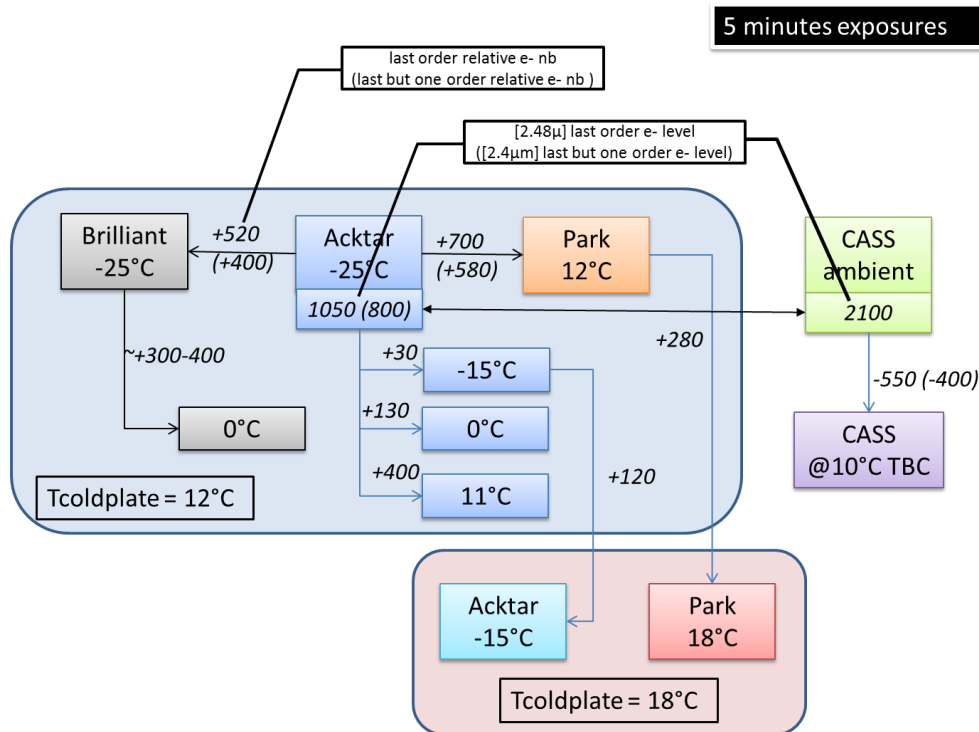 5 minutes exposures
last order relative e- nb
(last but one order relative e- nb )
[2.48µ] last order e- level
([2.4µm] last but one order e- level)
Brilliant
-25°C
+520
(+400)
Acktar
-25°C
1050 (800)
+700
(+580)
Park
12°C
CASS
ambient
2100
~+300-400
+30
-15°C
+280
-550 (-400)
+130
0°C
0°C
CASS
@10°C TBC
+400
11°C
+120
Tcoldplate = 12°C
Acktar
-15°C
Park
18°C
Tcoldplate = 18°C